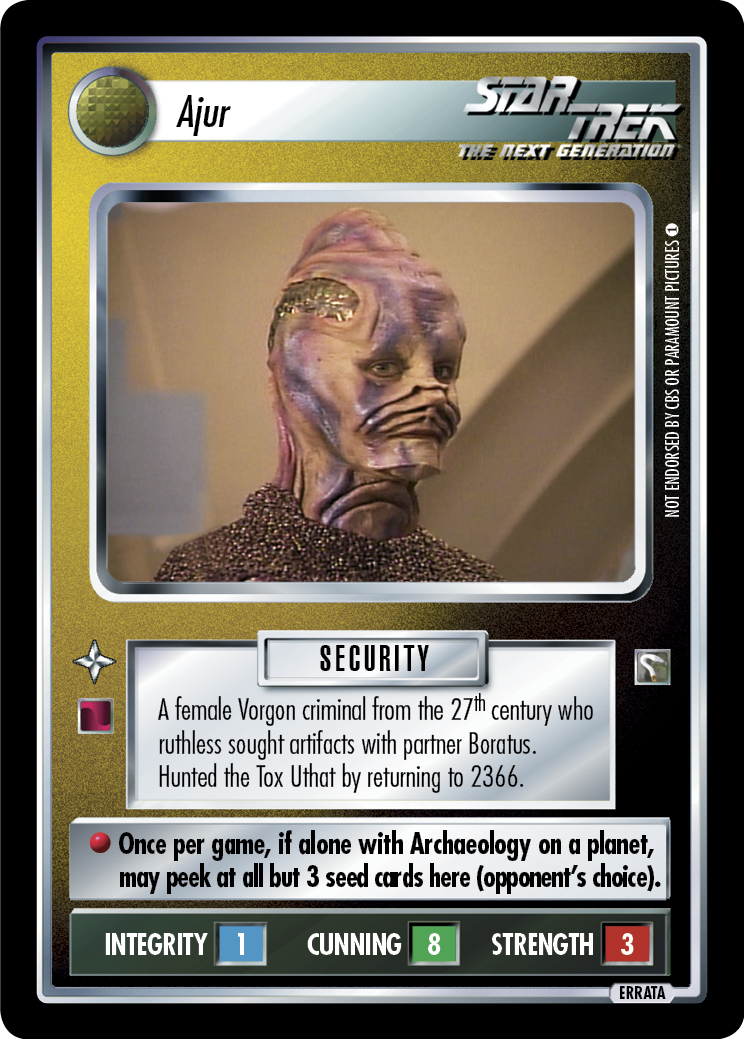 Ajur
STAR TREK
THE NEXT GENERATION
NOT ENDORSED BY CBS OR PARAMOUNT PICTURES 1
SECURITY
A female Vorgon criminal from the 27th century who
ruthless sought artifacts with partner Boratus.
Hunted the Tox Uthat by returning to 2366.
Once per game, if alone with Archaeology on a planet,
may peek at all but 3 seed cards here (opponent's choice).
INTEGRITY 1 CUNNING 8 STRENGTH 3
ERRATA